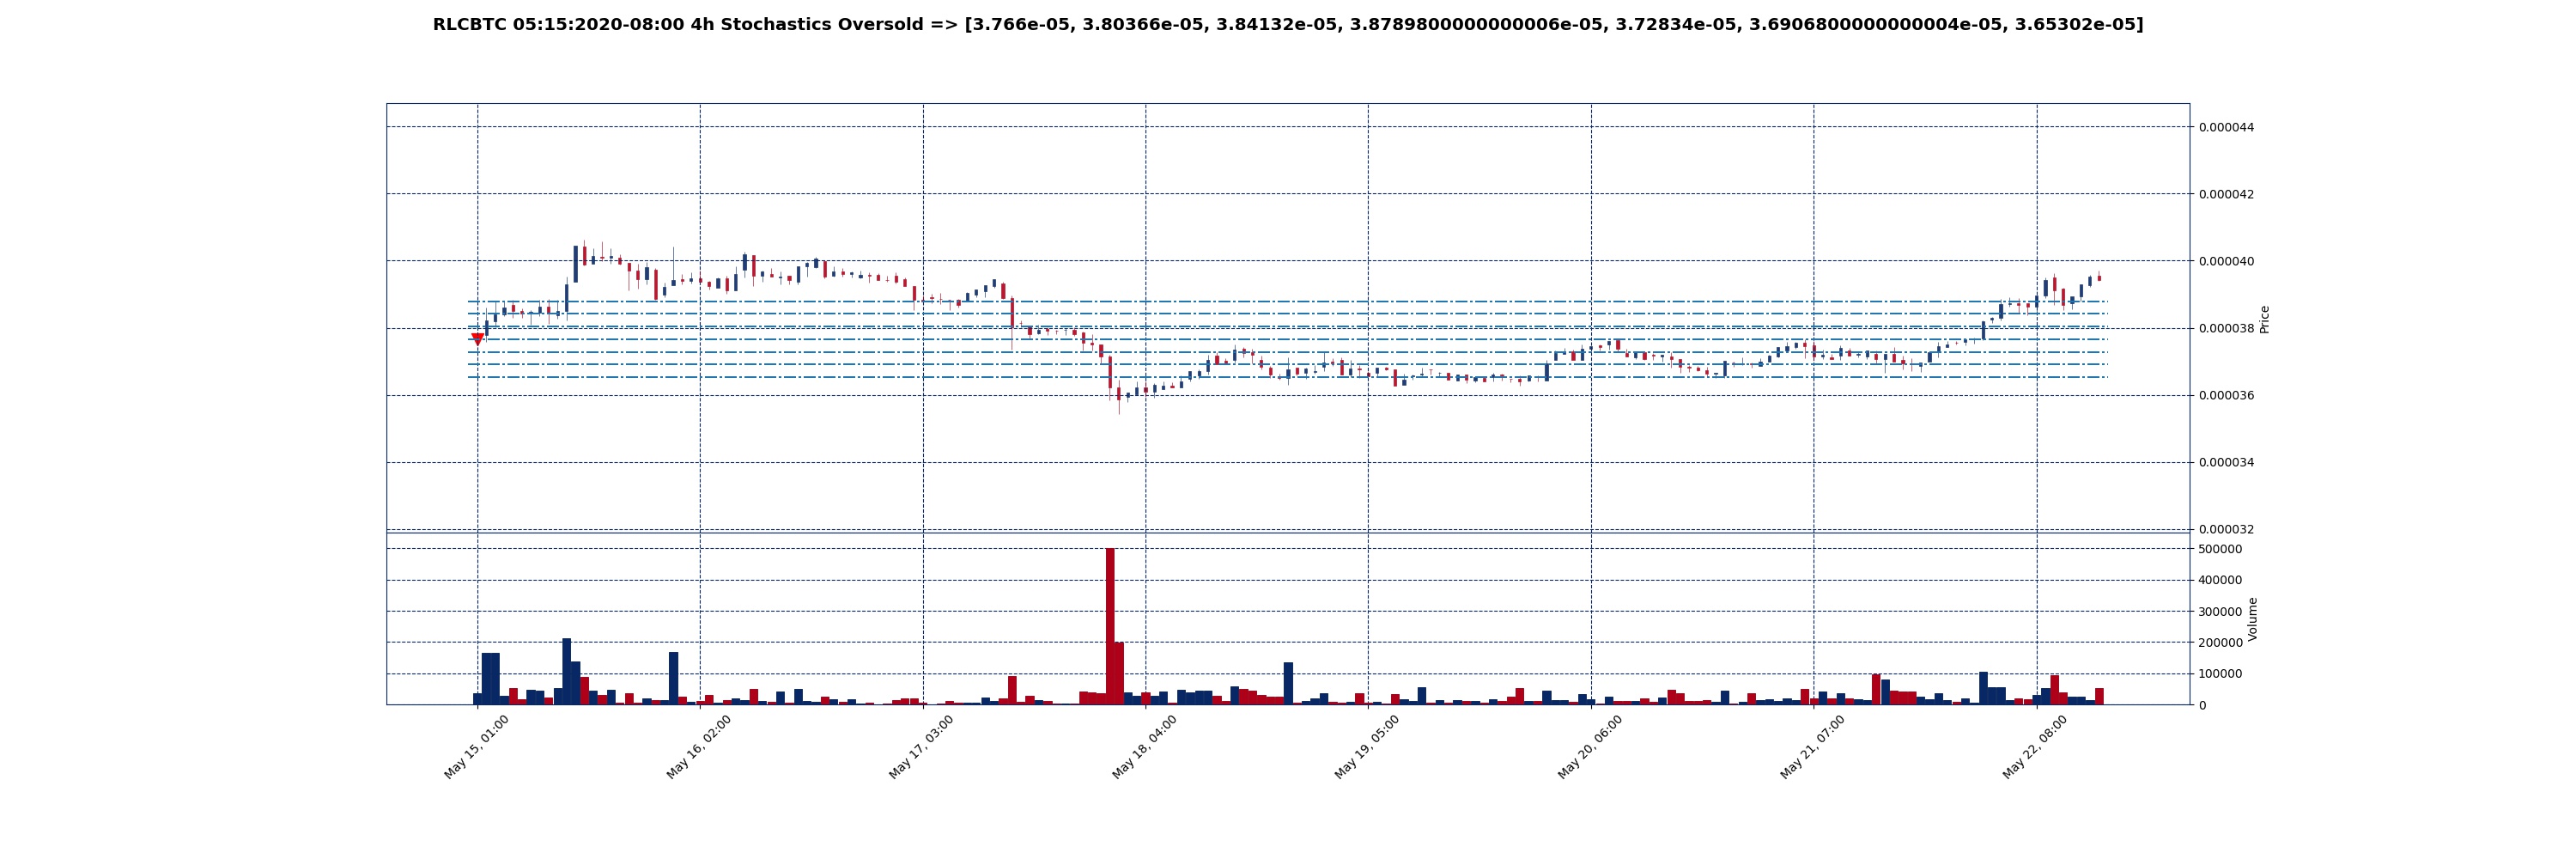 RLCBTC 05:15:2020-08:00 4h Stochastics Oversold => [3.766e-05, 3.80366e-05, 3.84132e-05, 3.8789800000000006e-05, 3.72834e-05, 3.6906800000000004e-05, 3.65302e-05]
0.000044
0.000042
0.000040
0.000038
0.000036
0.000034
0.000032
Price
500000
400000
300000
200000
100000
0
Volume
May 15, 01:00
May 16, 02:00
May 17, 03:00
May 18, 04:00
May 19, 05:00
May 20, 06:00
May 21, 07:00
May 22, 08:00